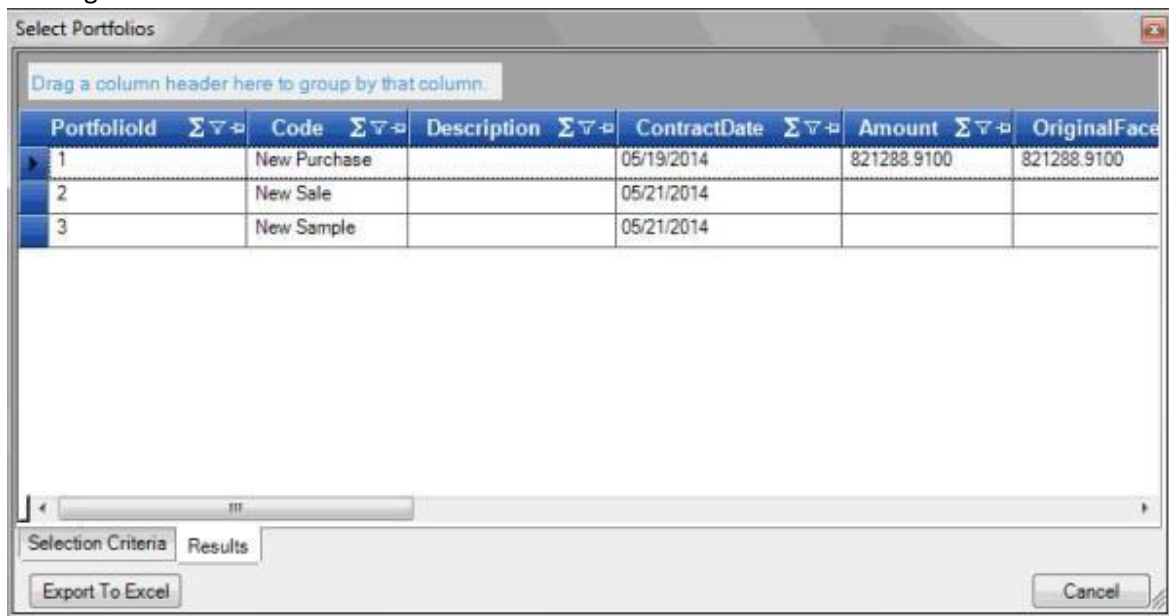 Select Portfolios
Drag a column header here to group by that column.
PortfolioId Σ Code Σ Description Σ ContractDate Σ Amount Σ OriginalFace
1 New Purchase 05/19/2014 821288.9100 821288.9100
2 New Sale 05/21/2014
3 New Sample 05/21/2014
Selection Criteria Results
Export To Excel Cancel